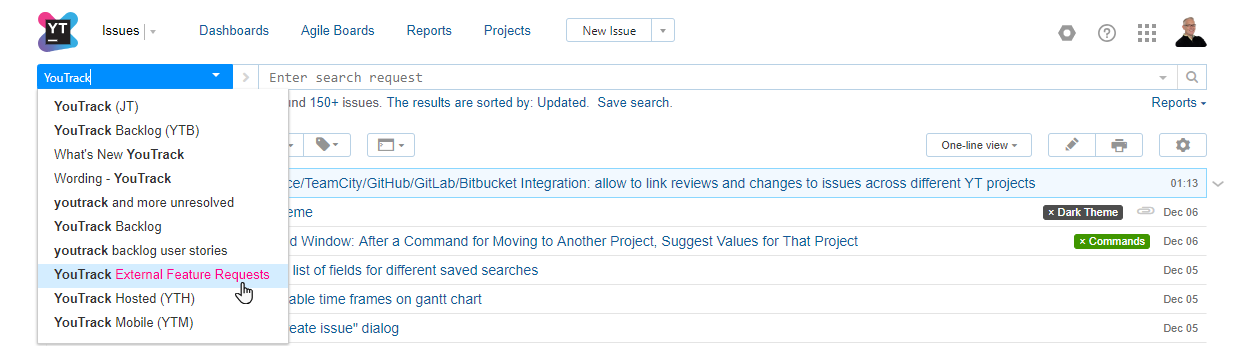 YT
Issues Dashboards Agile Boards Reports Projects New Issue
YouTrack Enter search request
YouTrack (JT)
und 150+ issues. The results are sorted by: Updated. Save search. Reports
YouTrack Backlog (YTB)
What's New YouTrack
One-line view
Wording - YouTrack
ce/TeamCity/GitHub/GitLab/Bitbucket Integration: allow to link reviews and changes to issues across different YT projects 01:13
youtrack and more unresolved
eme × Dark Theme Dec 06
YouTrack Backlog
d Window: After a Command for Moving to Another Project, Suggest Values for That Project × Commands Dec 06
youtrack backlog user stories
YouTrack External Feature Requests
list of fields for different saved searches Dec 05
YouTrack Hosted (YTH)
able time frames on gantt chart Dec 05
YouTrack Mobile (YTM)
eate issue" dialog Dec 05